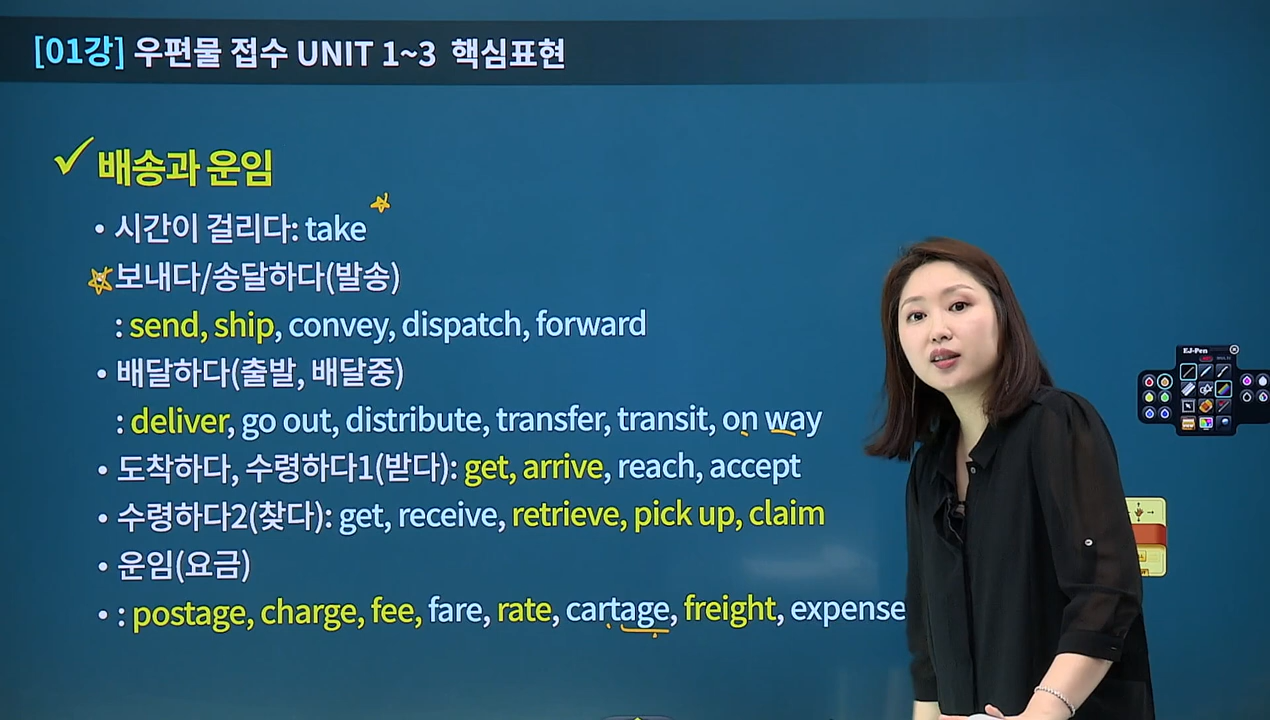 [01강] 우편물 접수 UNIT 1~3 핵심표현
배송과 운임
• 시간이 걸리다: take
보내다/송달하다(발송)
: send, ship, convey, dispatch, forward
• 배달하다(출발, 배달중)
: deliver, go out, distribute, transfer, transit, on way
• 도착하다, 수령하다1(받다): get, arrive, reach, accept
• 수령하다2(찾다): get, receive, retrieve, pick up, claim
• 운임(요금)
• : postage, charge, fee, fare, rate, cartage, freight, expense
EJ-Pen